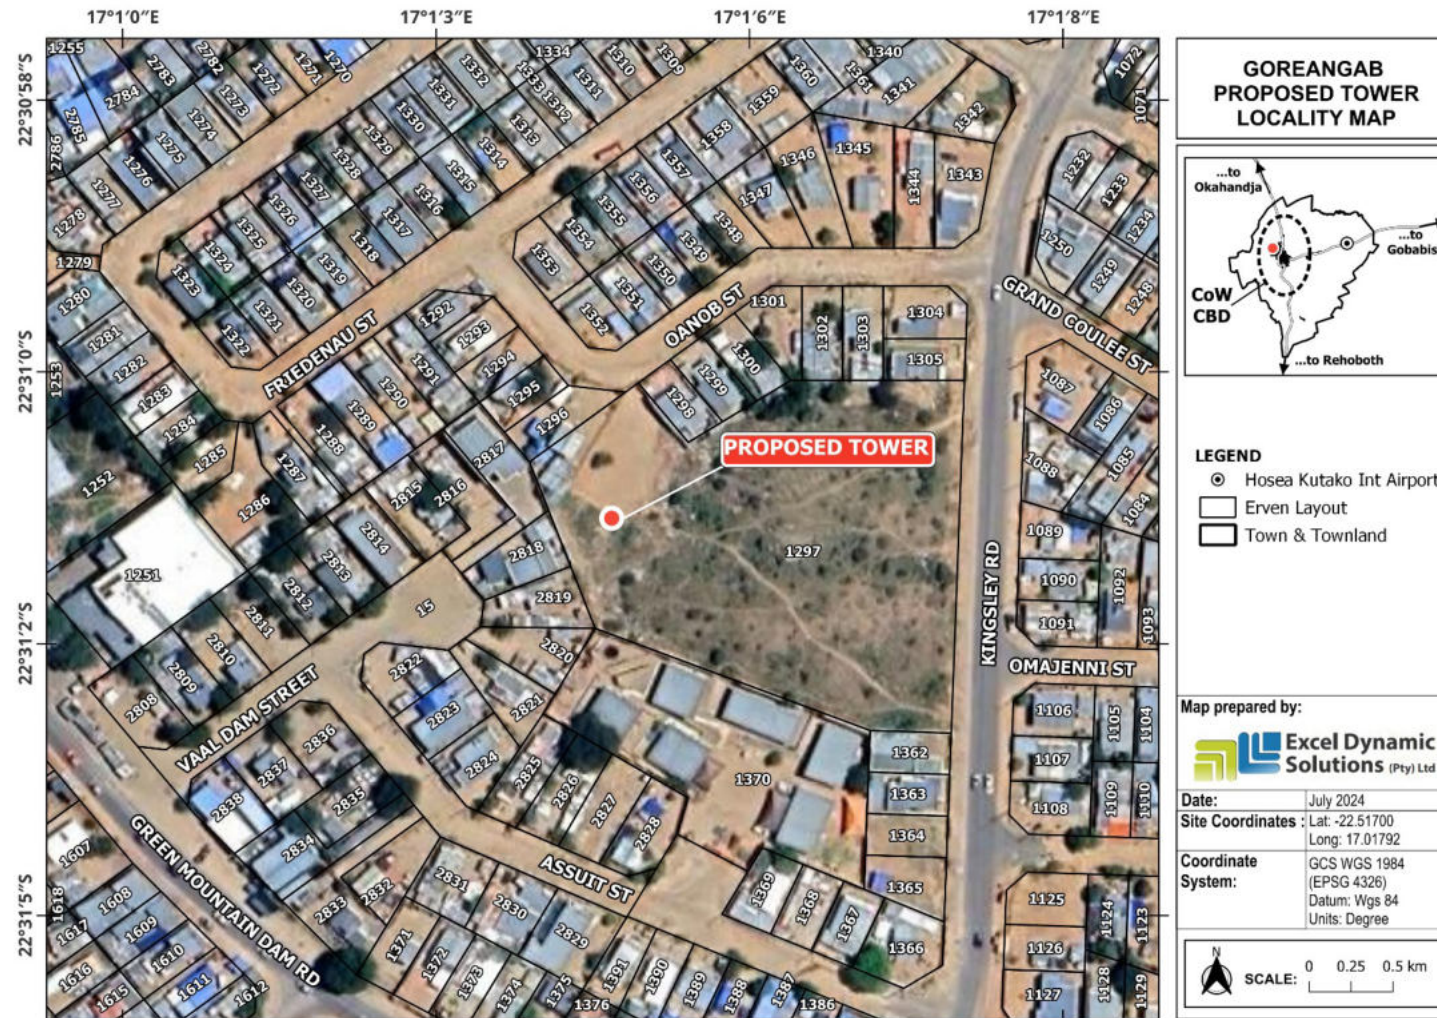 17°1'0"E 17°1'3"E 17°1'6"E 17°1'8"E
22°30'58"S
22°31'0"S
22°31'2"S
22°31'5"S
1255 2783 2782 1272 1271 1270 1334 1310 1309 1340 1072
2784 1273 1332 1333 1311 1360 1361 1341 1071
2785 1274 1331 1312 1359 1342
2786 1275 1330 1313 1358 1345
1276 1329 1314 1357 1346 1344 1343 1232
1277 1328 1315 1356 1347 1233
1278 1327 1316 1355 1348 1234
1326 1317 1354 1349 1250
1325 1318 1353 1350 1249
1279 1324 1319 1351 1248
1280 1323 1320 1352
1281 1322 1321 1292 1301 1302 1303 1304
1282 1293 1300 1305
1253 1283 1291 1294 1299 1087
1284 1290 1295 1298 1086
1285 1289 1296 1085
1252 1288 2817 1088 1084
1287 2815 2816
1286 2814 2818 1297 1089
1251 2813 2819 1090 1092
2812 15 1091 1093
2811 2820
2810 2822 2821
2809 2823 1106 1105 1104
2808 2836 2824 1362 1107
2837 2825 1370 1363 1108 1109 1110
2838 2835 2826 1364
2834 2827 2828
1607 2832 2831 1369 1365
1618 1608 2833 2830 1368 1125 1124 1123
1617 1609 2829 1367 1366
1610 1371 1372 1391 1390 1126
1616 1611 1373 1374 1375 1389 1388 1387 1127 1128 1129
1615 1612 1376 1386
FRIEDENAU ST
OANOB ST
GRAND COULEE ST
PROPOSED TOWER
KINGSLEY RD
OMAJENNI ST
VAAL DAM STREET
GREEN MOUNTAIN DAM RD
ASSUIT ST
GOREANGAB
PROPOSED TOWER
LOCALITY MAP
...to
Okahandja
...to
Gobabis
CoW
CBD
...to Rehoboth
LEGEND
Hosea Kutako Int Airport
Erven Layout
Town & Townland
Map prepared by:
Excel Dynamic
Solutions (Pty) Ltd
Date: July 2024
Site Coordinates : Lat: -22.51700
Long: 17.01792
Coordinate GCS WGS 1984
System: (EPSG 4326)
Datum: Wgs 84
Units: Degree
N
SCALE: 0 0.25 0.5 km